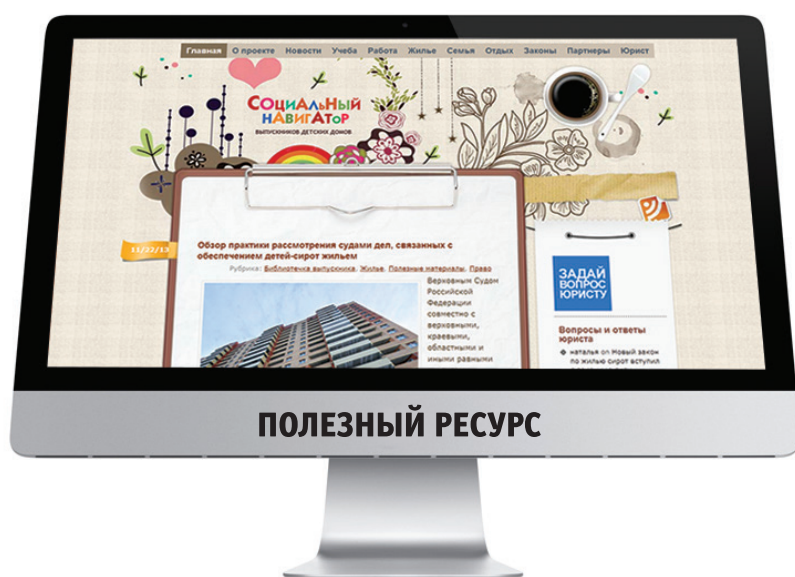 Главная О проекте Новости Учеба Работа Жилье Семья Отдых Законы Партнеры Юрист
СОциАльНый
нАвигАтоР
ВЫПУСКНИКОВ ДЕТСКИХ ДОМОВ
11/22/13
Обзор практики рассмотрения судами дел, связанных с
обеспечением детей-сирот жильем
Рубрика: Библиотечка выпускника, Жилье, Полезные материалы, Право
Верховным Судом
Российской
Федерации
совместно с
верховными,
краевыми,
областными и
иными равными
ЗАДАЙ
ВОПРОС
ЮРИСТУ
Вопросы и ответы
юриста
наталья on Новый закон
по жилью сирот вступил
ПОЛЕЗНЫЙ РЕСУРС